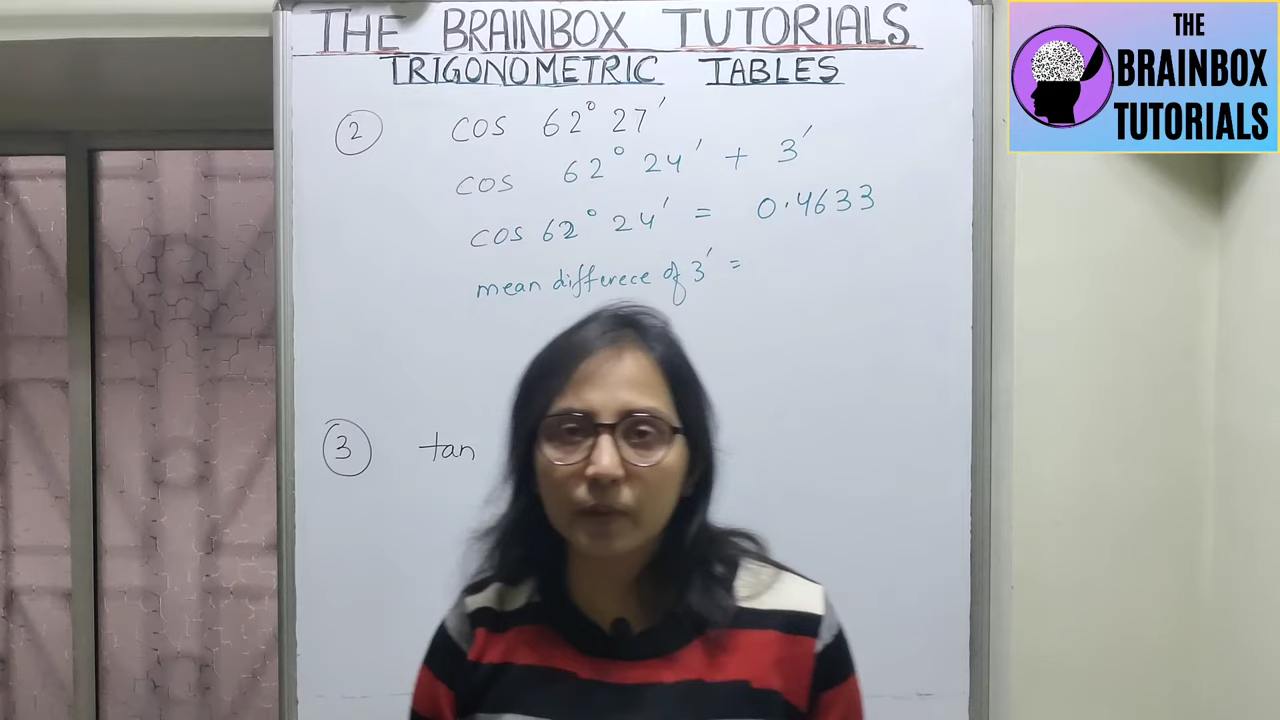 THE BRAINBOX TUTORIALS
TRIGONOMETRIC TABLES
2 cos 62° 27′
cos 62° 24′ + 3′
cos 62° 24′ = 0.4633
mean differece of 3′ =
3 tan
THE
BRAINBOX
TUTORIALS